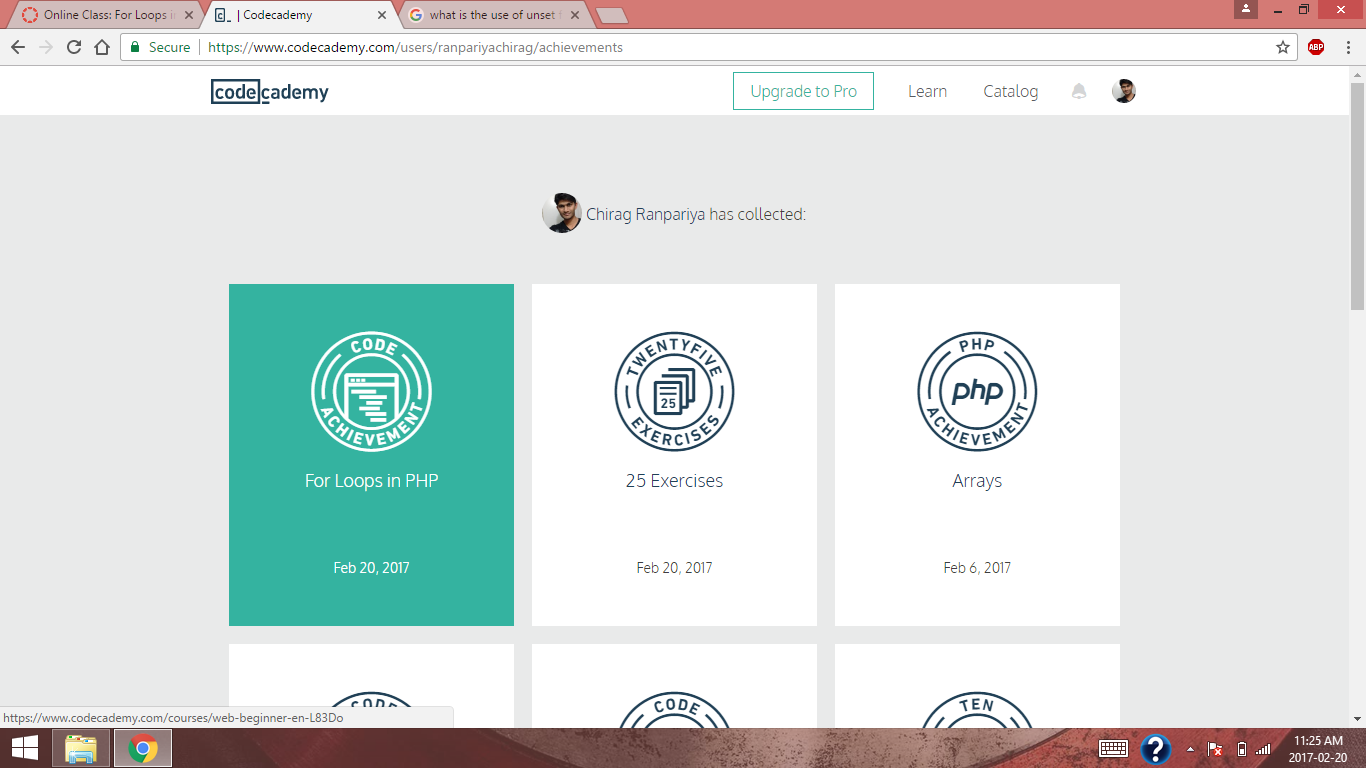 Online Class: For Loops i
c_ | Codecademy
what is the use of unset f
Secure https://www.codecademy.com/users/ranpariyachirag/achievements
ABP
codecademy
Upgrade to Pro
Learn
Catalog
Chirag Ranpariya has collected:
CODE ACHIEVEMENT
For Loops in PHP
Feb 20, 2017
TWENTYFIVE EXERCISES
25
25 Exercises
Feb 20, 2017
PHP ACHIEVEMENT
php
Arrays
Feb 6, 2017
CODE
CODE
TEN
https://www.codecademy.com/courses/web-beginner-en-L83Do
11:25 AM
2017-02-20